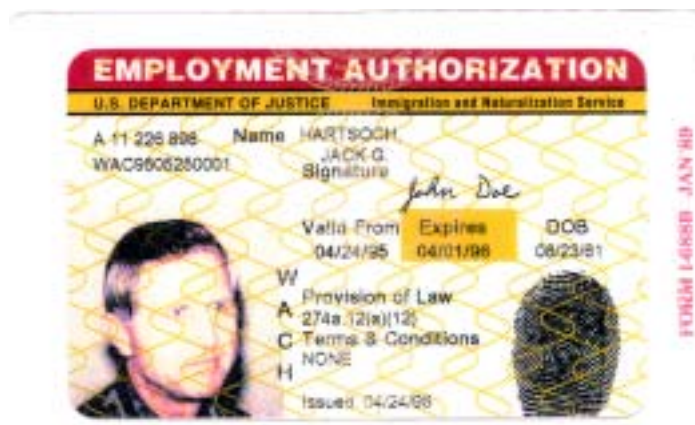 EMPLOYMENT AUTHORIZATION
U.S. DEPARTMENT OF JUSTICE Immigration and Naturalization Service
A 11 226 898 Name HARTSOCH,
WAC9506250001 JACK G.
Signature
John Doe
Valid From Expires DOB
04/24/95 04/01/96 08/23/61
W
A
C
H
Provision of Law
274a.12(a)(12)
Terms & Conditions
NONE
Issued 04/24/96
FORM I-688B JAN 89